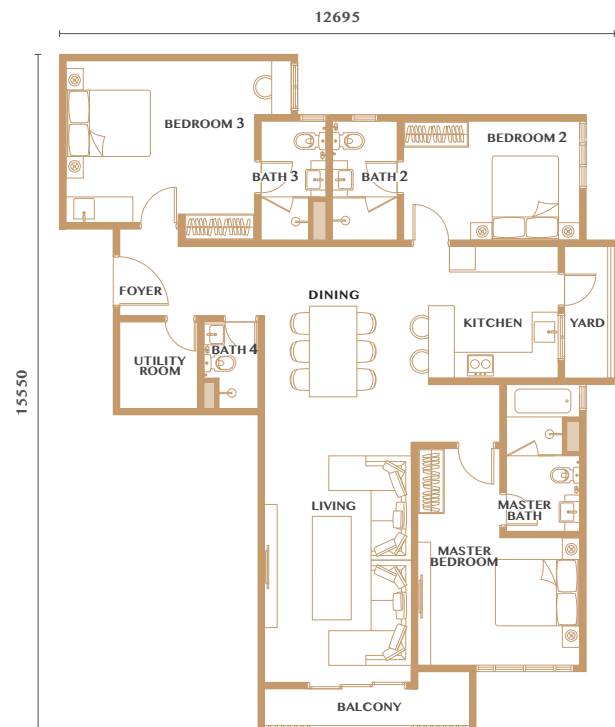 12695
BEDROOM 3
BEDROOM 2
BATH 3
BATH 2
FOYER
DINING
KITCHEN
YARD
UTILITY
ROOM
BATH 4
15550
LIVING
MASTER
BATH
MASTER
BEDROOM
BALCONY